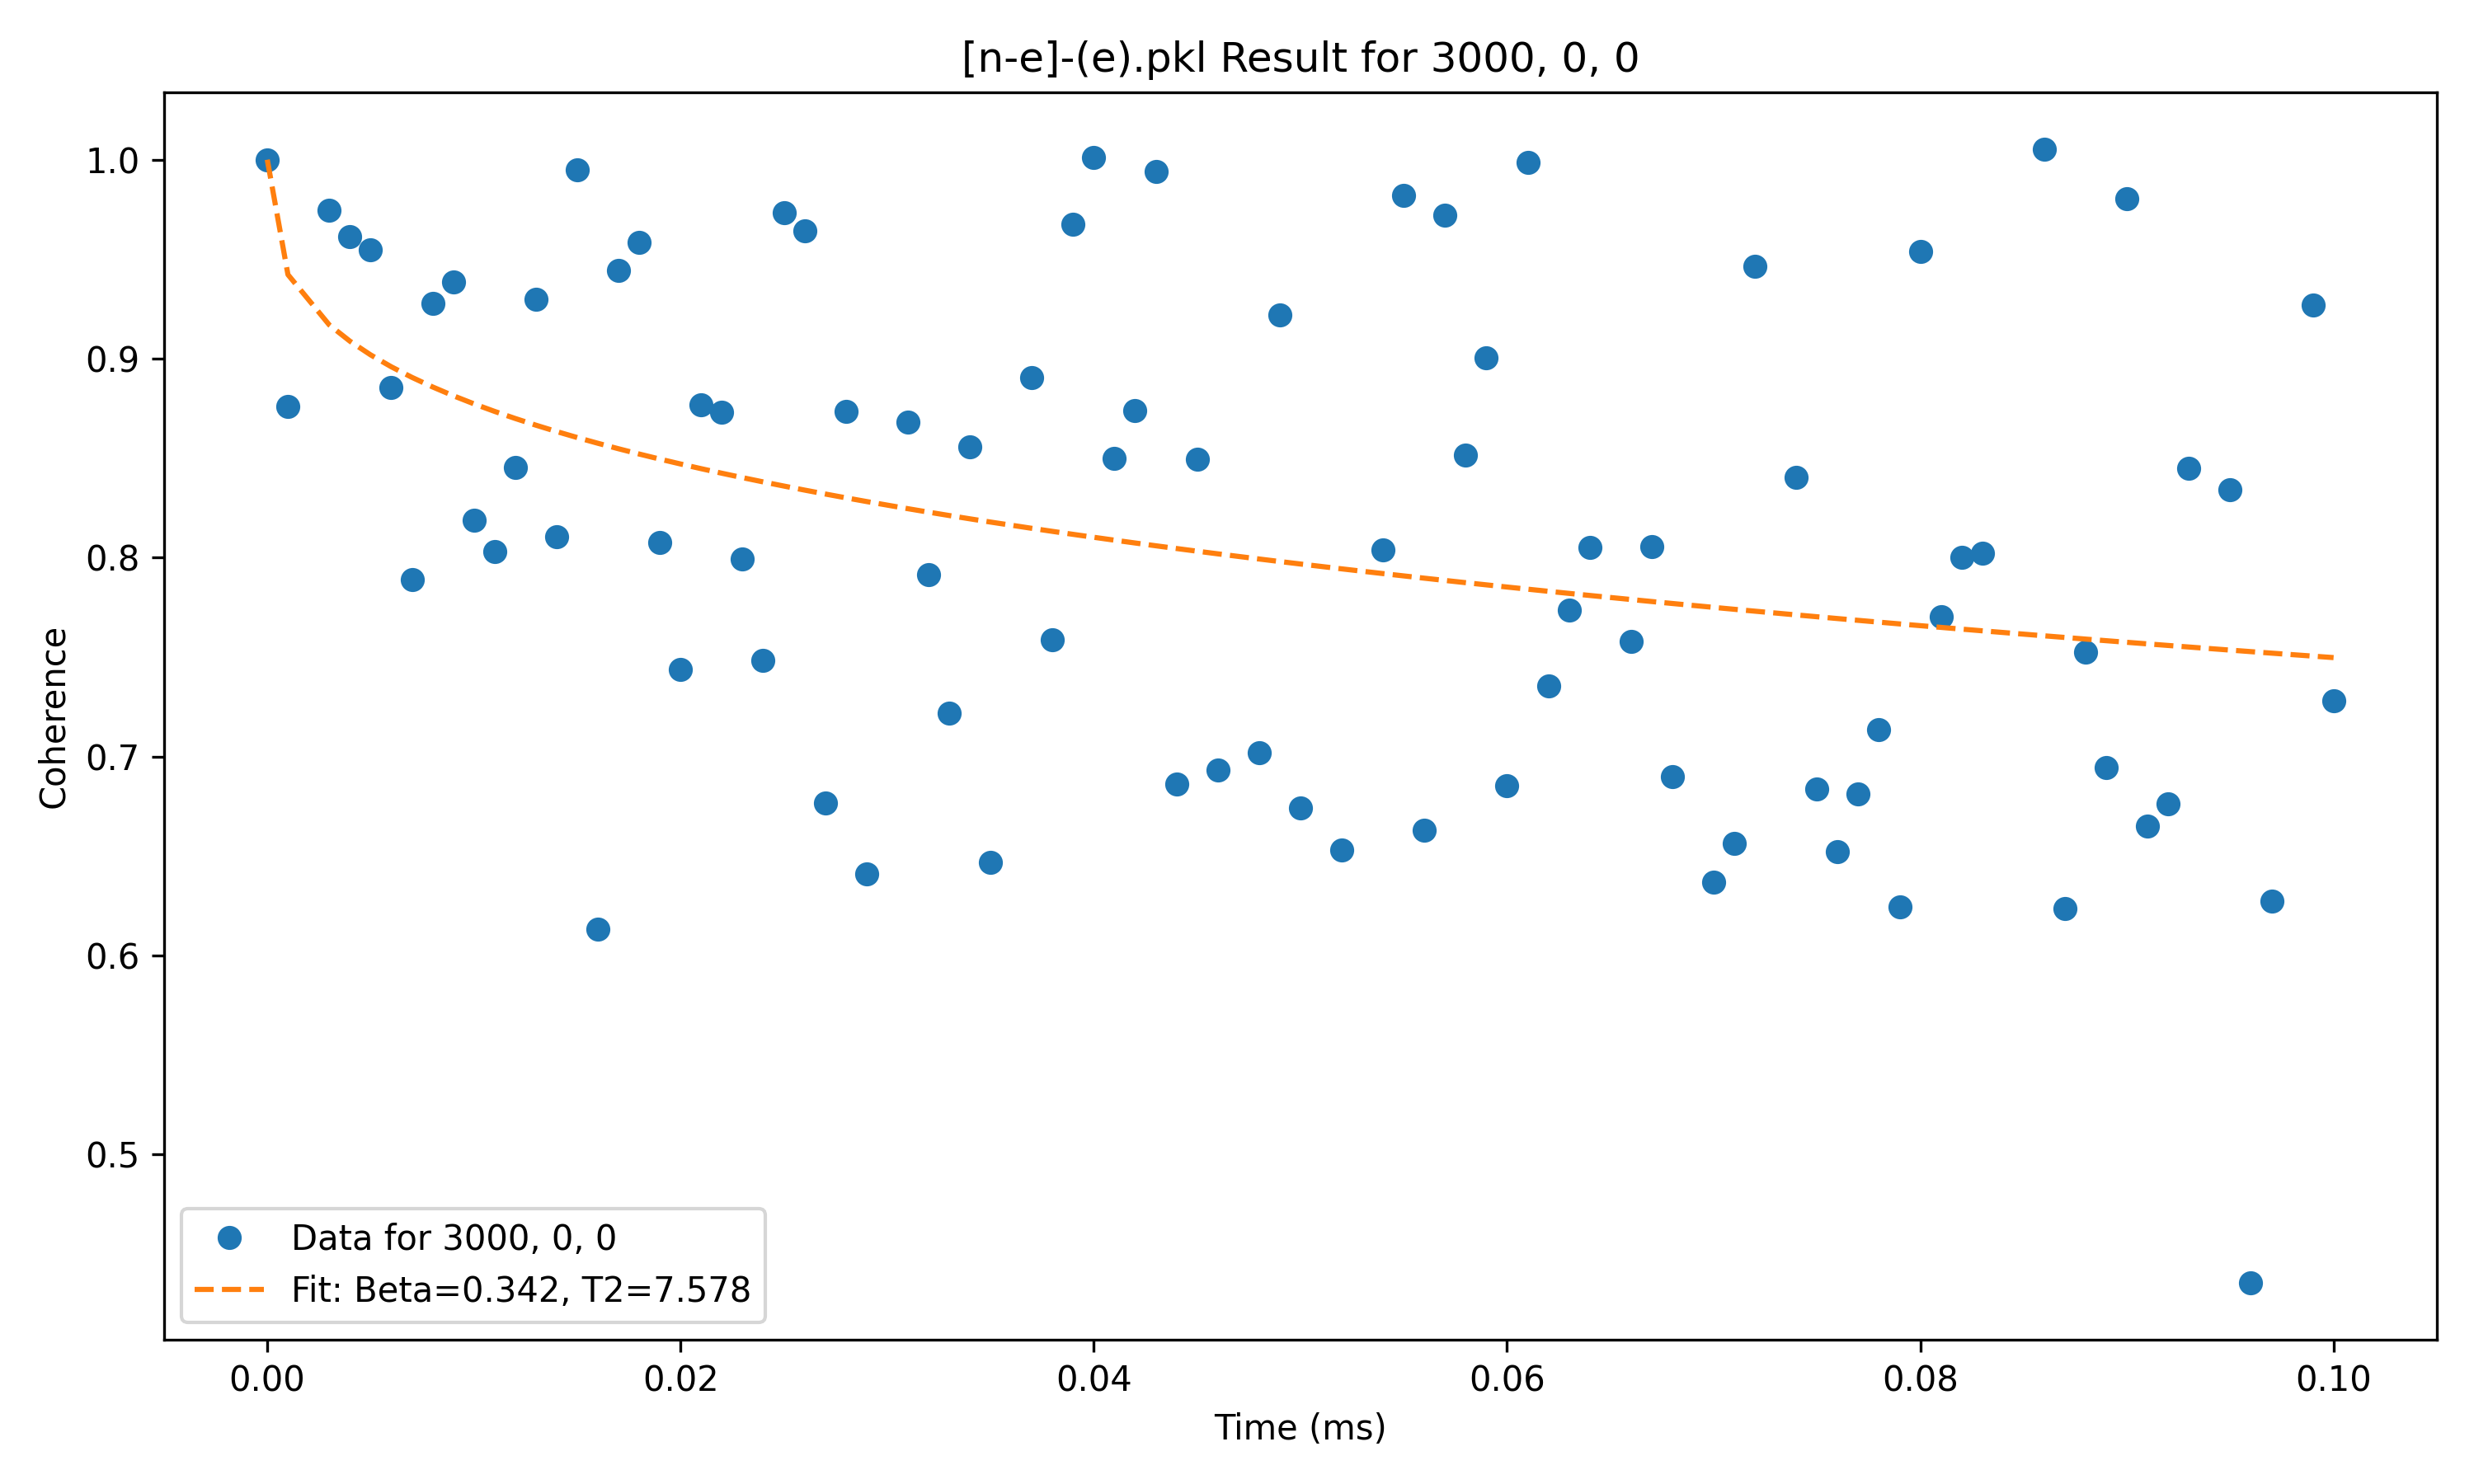 [n-e]-(e).pkl Result for 3000, 0, 0
Coherence
1.0
0.9
0.8
0.7
0.6
0.5
Data for 3000, 0, 0
Fit: Beta=0.342, T2=7.578
0.00 0.02 0.04 0.06 0.08 0.10
Time (ms)